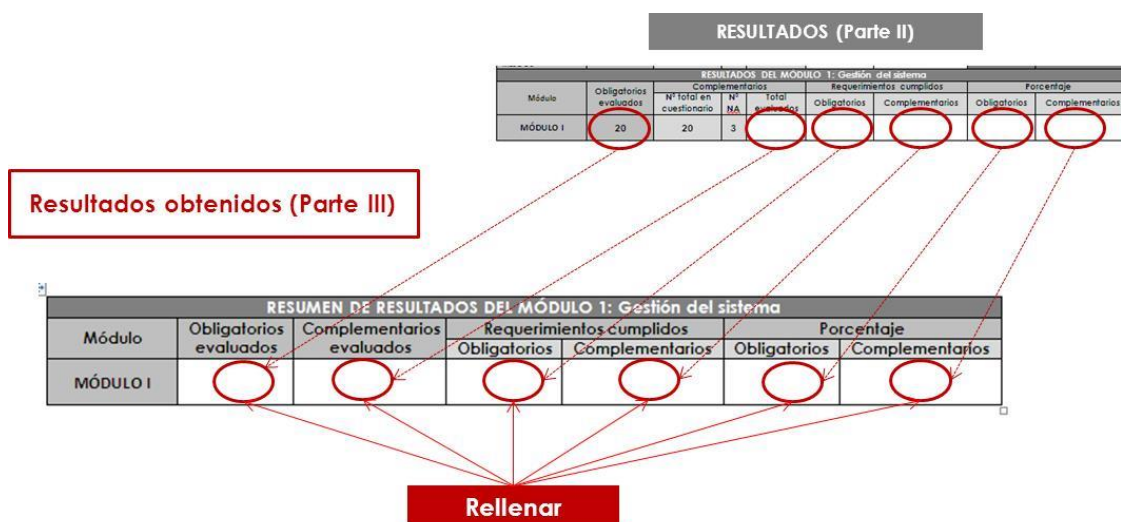 RESULTADOS (Parte II)
RESULTADOS DEL MÓDULO 1: Gestión del sistema
Módulo
Obligatorios evaluados
Complementarios
Requerimientos cumplidos
Porcentaje
Nº total en cuestionario
Nº NA
Total evaluados
Obligatorios
Complementarios
Obligatorios
Complementarios
MÓDULO I 20 20 3
Resultados obtenidos (Parte III)
RESUMEN DE RESULTADOS DEL MÓDULO 1: Gestión del sistema
Módulo
Obligatorios evaluados
Complementarios evaluados
Requerimientos cumplidos
Porcentaje
Obligatorios
Complementarios
Obligatorios
Complementarios
MÓDULO I
Rellenar